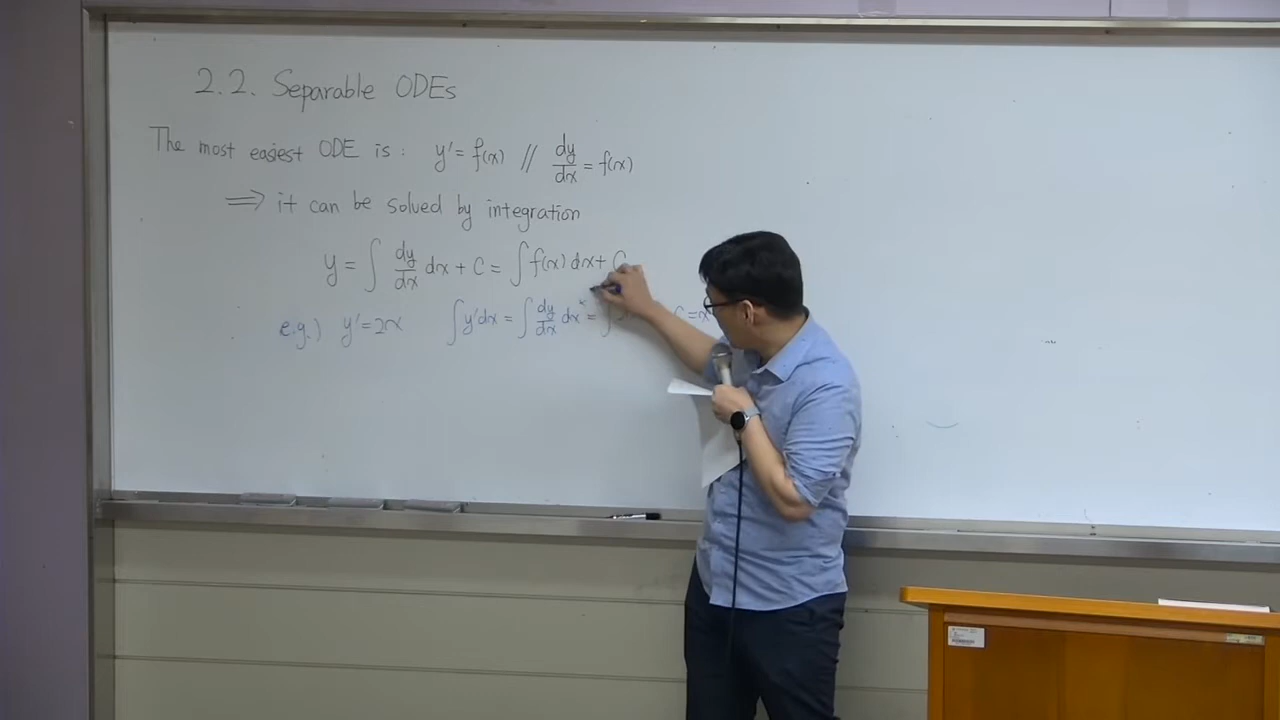 2.2. Separable ODEs
The most easiest ODE is : y' = f(x) // dy/dx = f(x)
⟹ it can be solved by integration
y = ∫ dy/dx dx + C = ∫ f(x) dx + C
e.g.) y' = 2x ∫ y' dx = ∫ dy/dx dx = ∫ 2x C = x